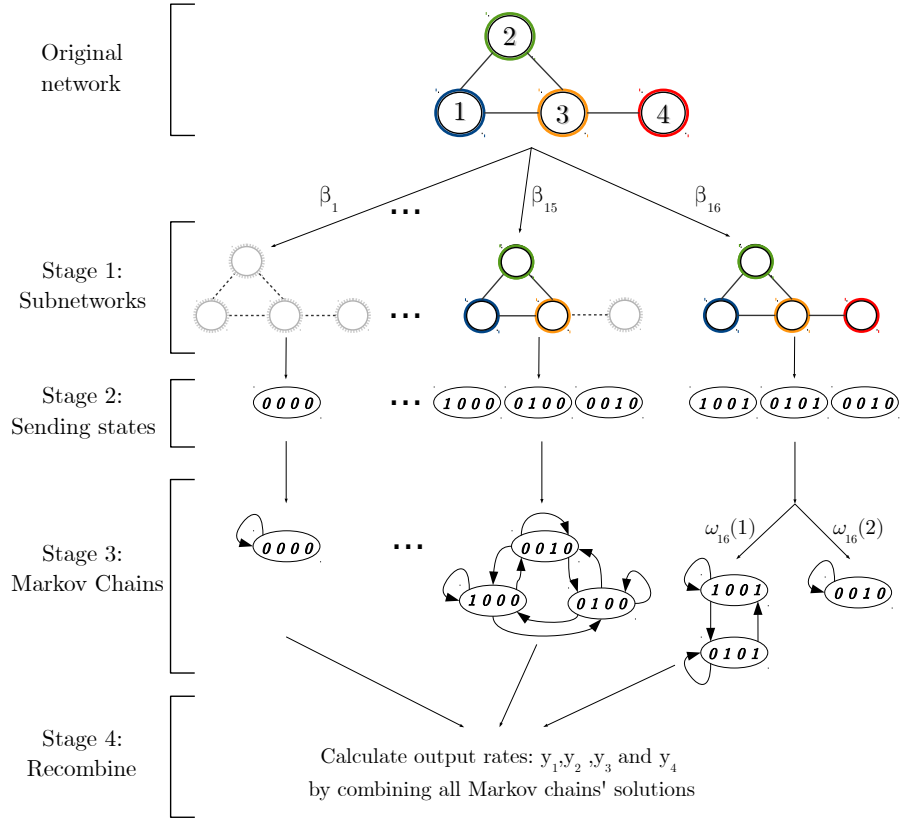 Original
network
2
1
3
4
β1
...
β15
β16
Stage 1:
Subnetworks
...
Stage 2:
Sending states
0 0 0 0
...
1 0 0 0
0 1 0 0
0 0 1 0
1 0 0 1
0 1 0 1
0 0 1 0
Stage 3:
Markov Chains
0 0 0 0
...
0 0 1 0
1 0 0 0
0 1 0 0
ω16(1)
ω16(2)
1 0 0 1
0 0 1 0
0 1 0 1
Stage 4:
Recombine
Calculate output rates: y1,y2 ,y3 and y4
by combining all Markov chains' solutions